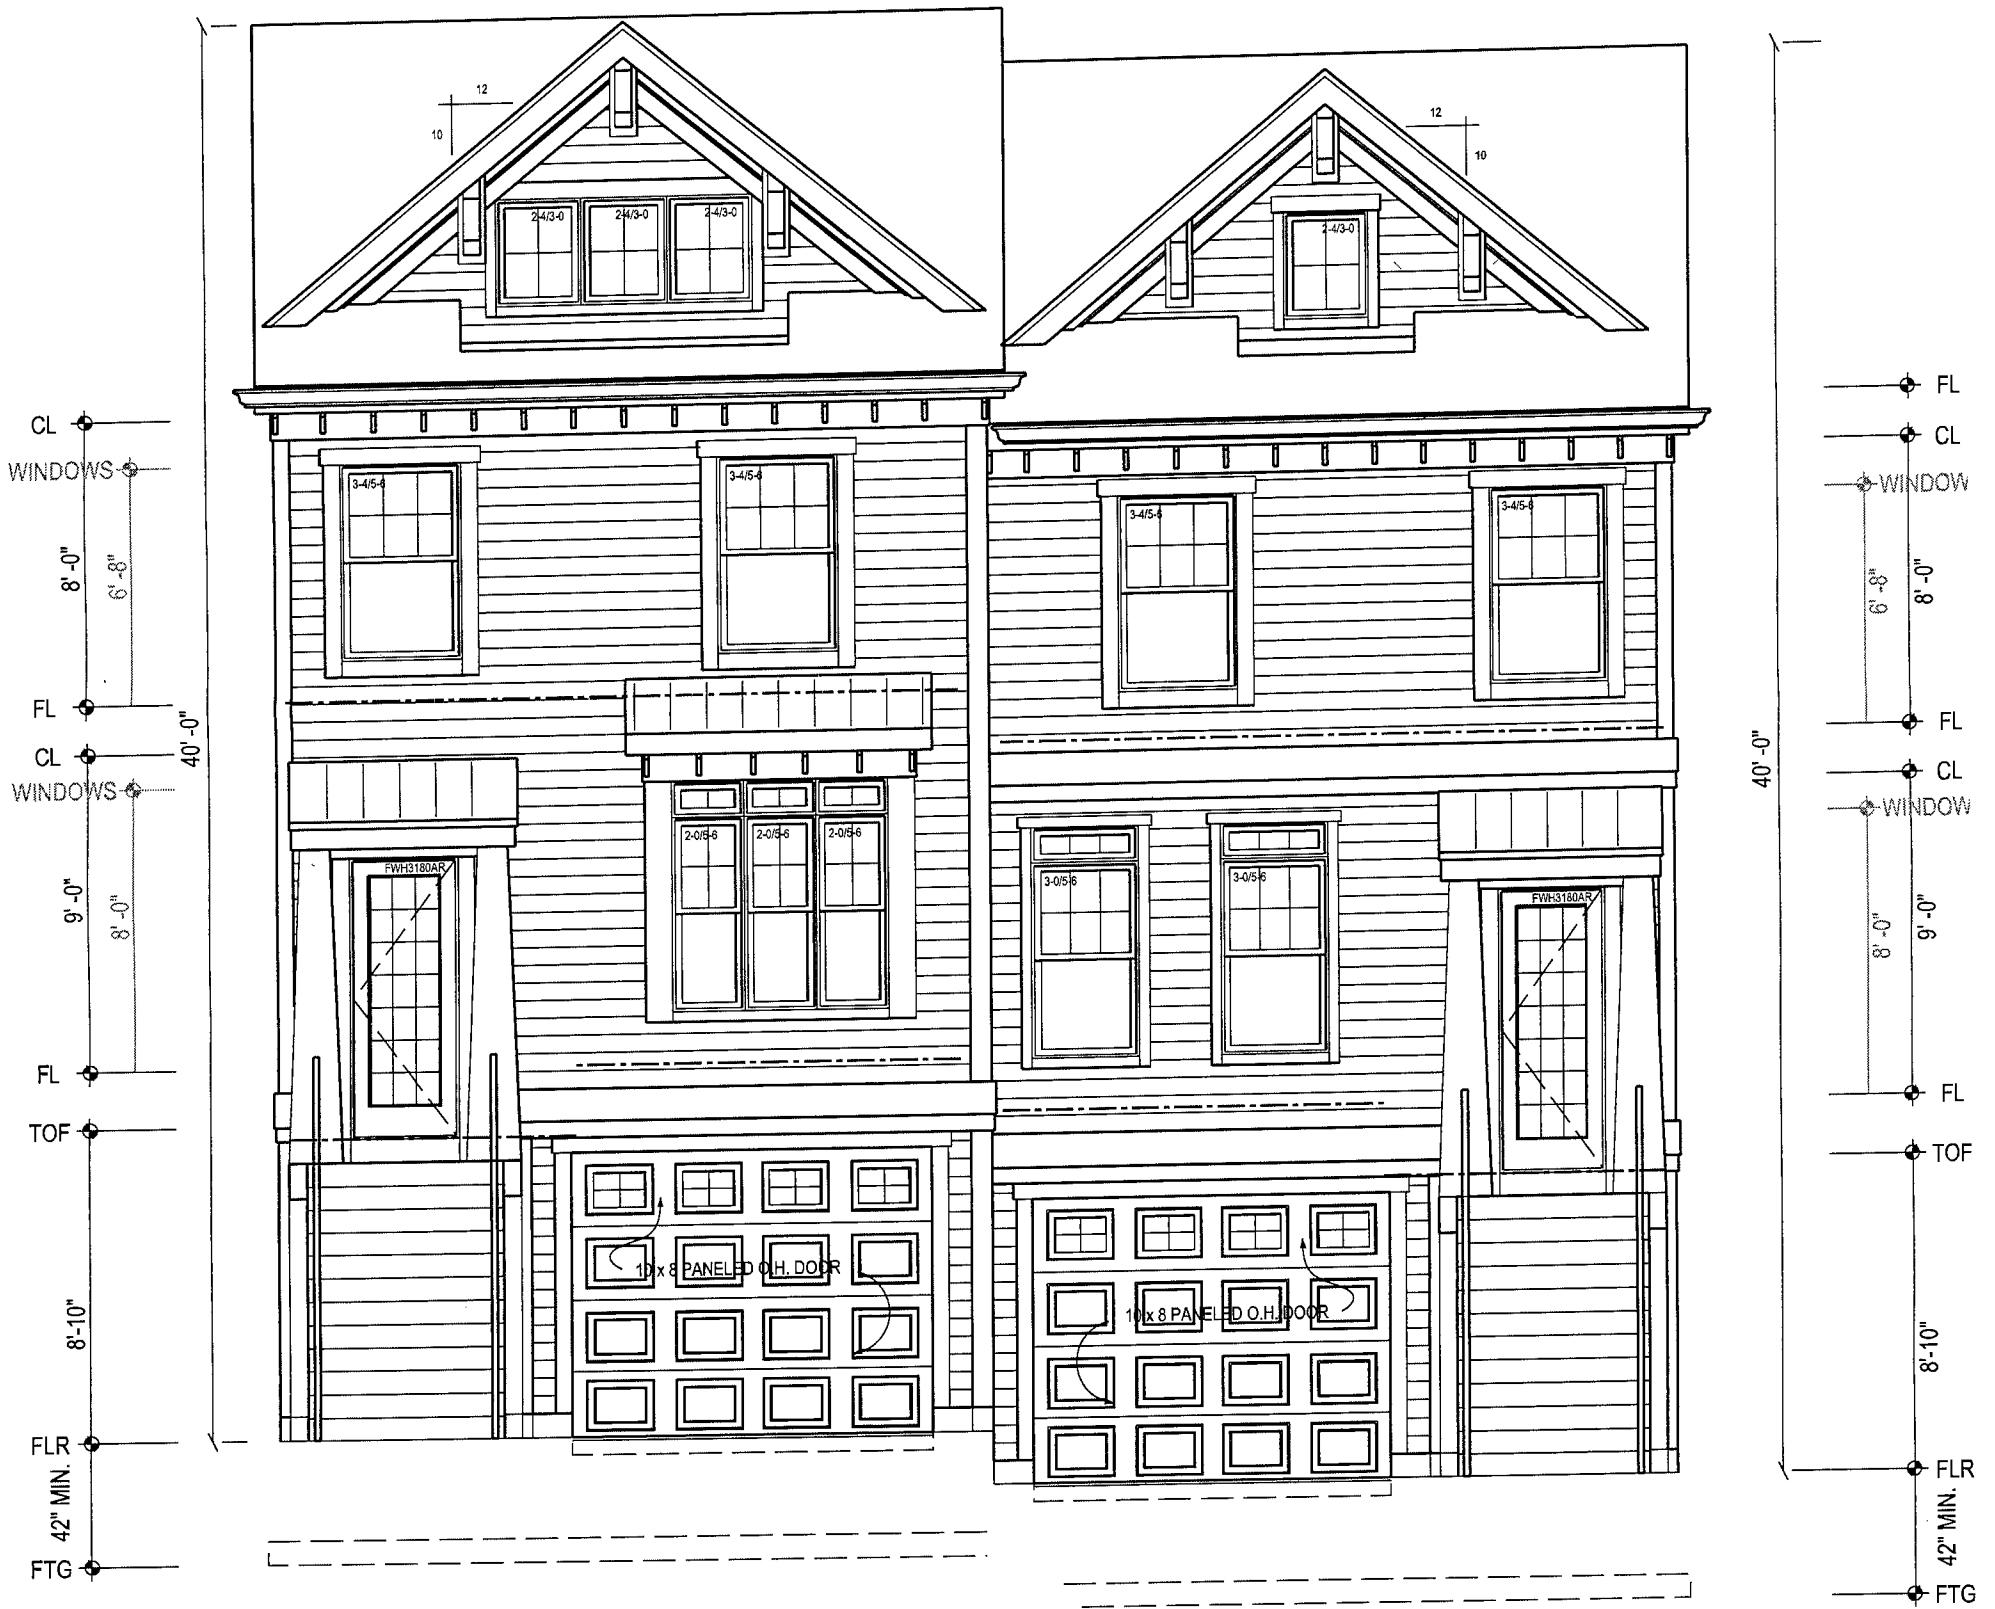 12
10
12
10
2-4/3-0
2-4/3-0
2-4/3-0
2-4/3-0
FL
CL
CL
WINDOWS
WINDOW
3-4/5-6
3-4/5-6
3-4/5-6
3-4/5-6
8'-0"
6'-8"
6'-8"
8'-0"
FL
FL
40'-0"
40'-0"
CL
CL
WINDOWS
WINDOW
2-0/5-6
2-0/5-6
2-0/5-6
FWH3180AR
3-0/5-6
3-0/5-6
FWH3180AR
9'-0"
8'-0"
8'-0"
9'-0"
FL
FL
TOF
TOF
10 x 8 PANELED O.H. DOOR
10 x 8 PANELED O.H. DOOR
8'-10"
8'-10"
FLR
FLR
42" MIN.
42" MIN.
FTG
FTG